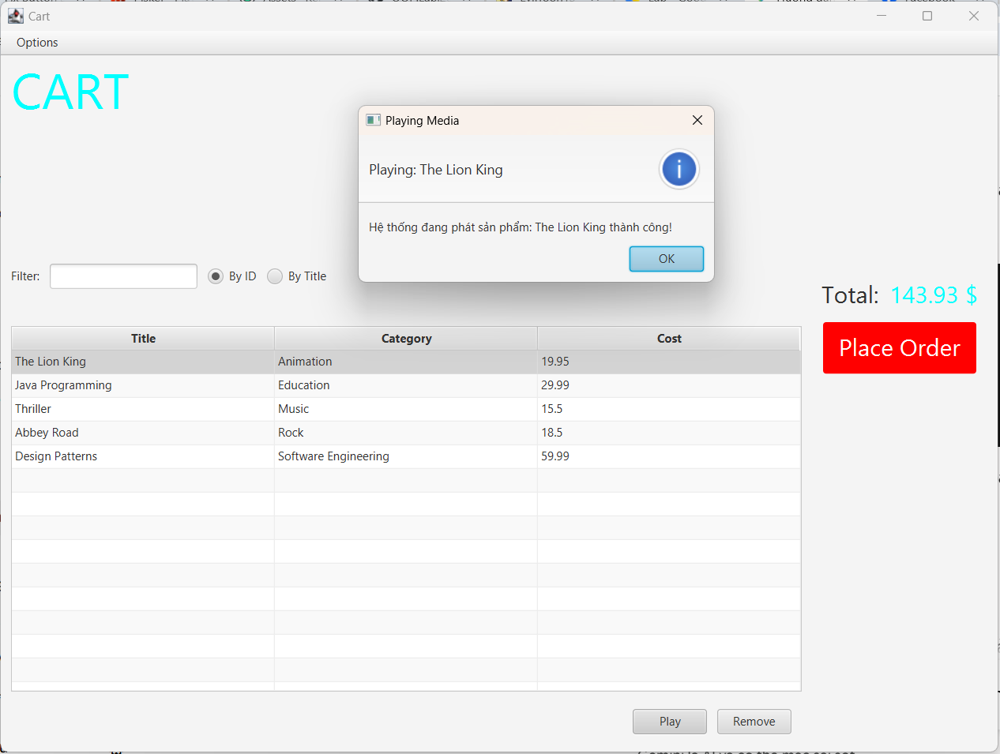 Cart
Options
CART
Playing Media
Playing: The Lion King
Hệ thống đang phát sản phẩm: The Lion King thành công!
OK
Filter:
By ID
By Title
Total: 143.93 $
Place Order
Title Category Cost
The Lion King Animation 19.95
Java Programming Education 29.99
Thriller Music 15.5
Abbey Road Rock 18.5
Design Patterns Software Engineering 59.99
Play
Remove